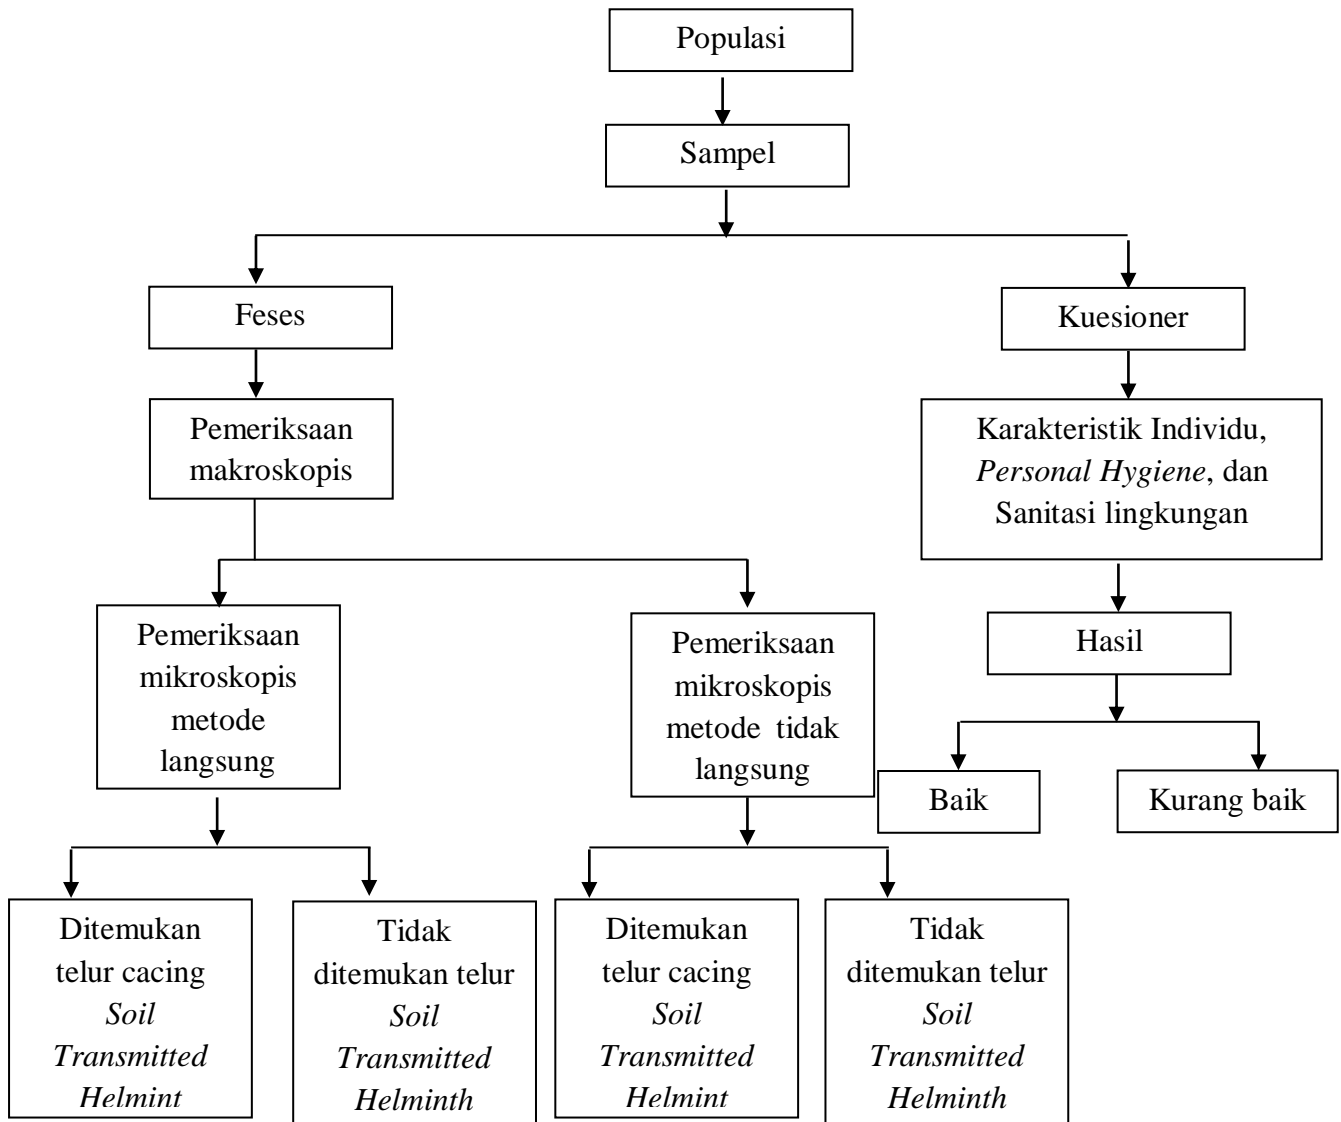 Populasi
Sampel
Feses
Kuesioner
Pemeriksaan
makroskopis
Karakteristik Individu,
Personal Hygiene, dan
Sanitasi lingkungan
Pemeriksaan
mikroskopis
metode
langsung
Pemeriksaan
mikroskopis
metode tidak
langsung
Hasil
Baik
Kurang baik
Ditemukan
telur cacing
Soil
Transmitted
Helmint
Tidak
ditemukan telur
Soil
Transmitted
Helminth
Ditemukan
telur cacing
Soil
Transmitted
Helmint
Tidak
ditemukan telur
Soil
Transmitted
Helminth